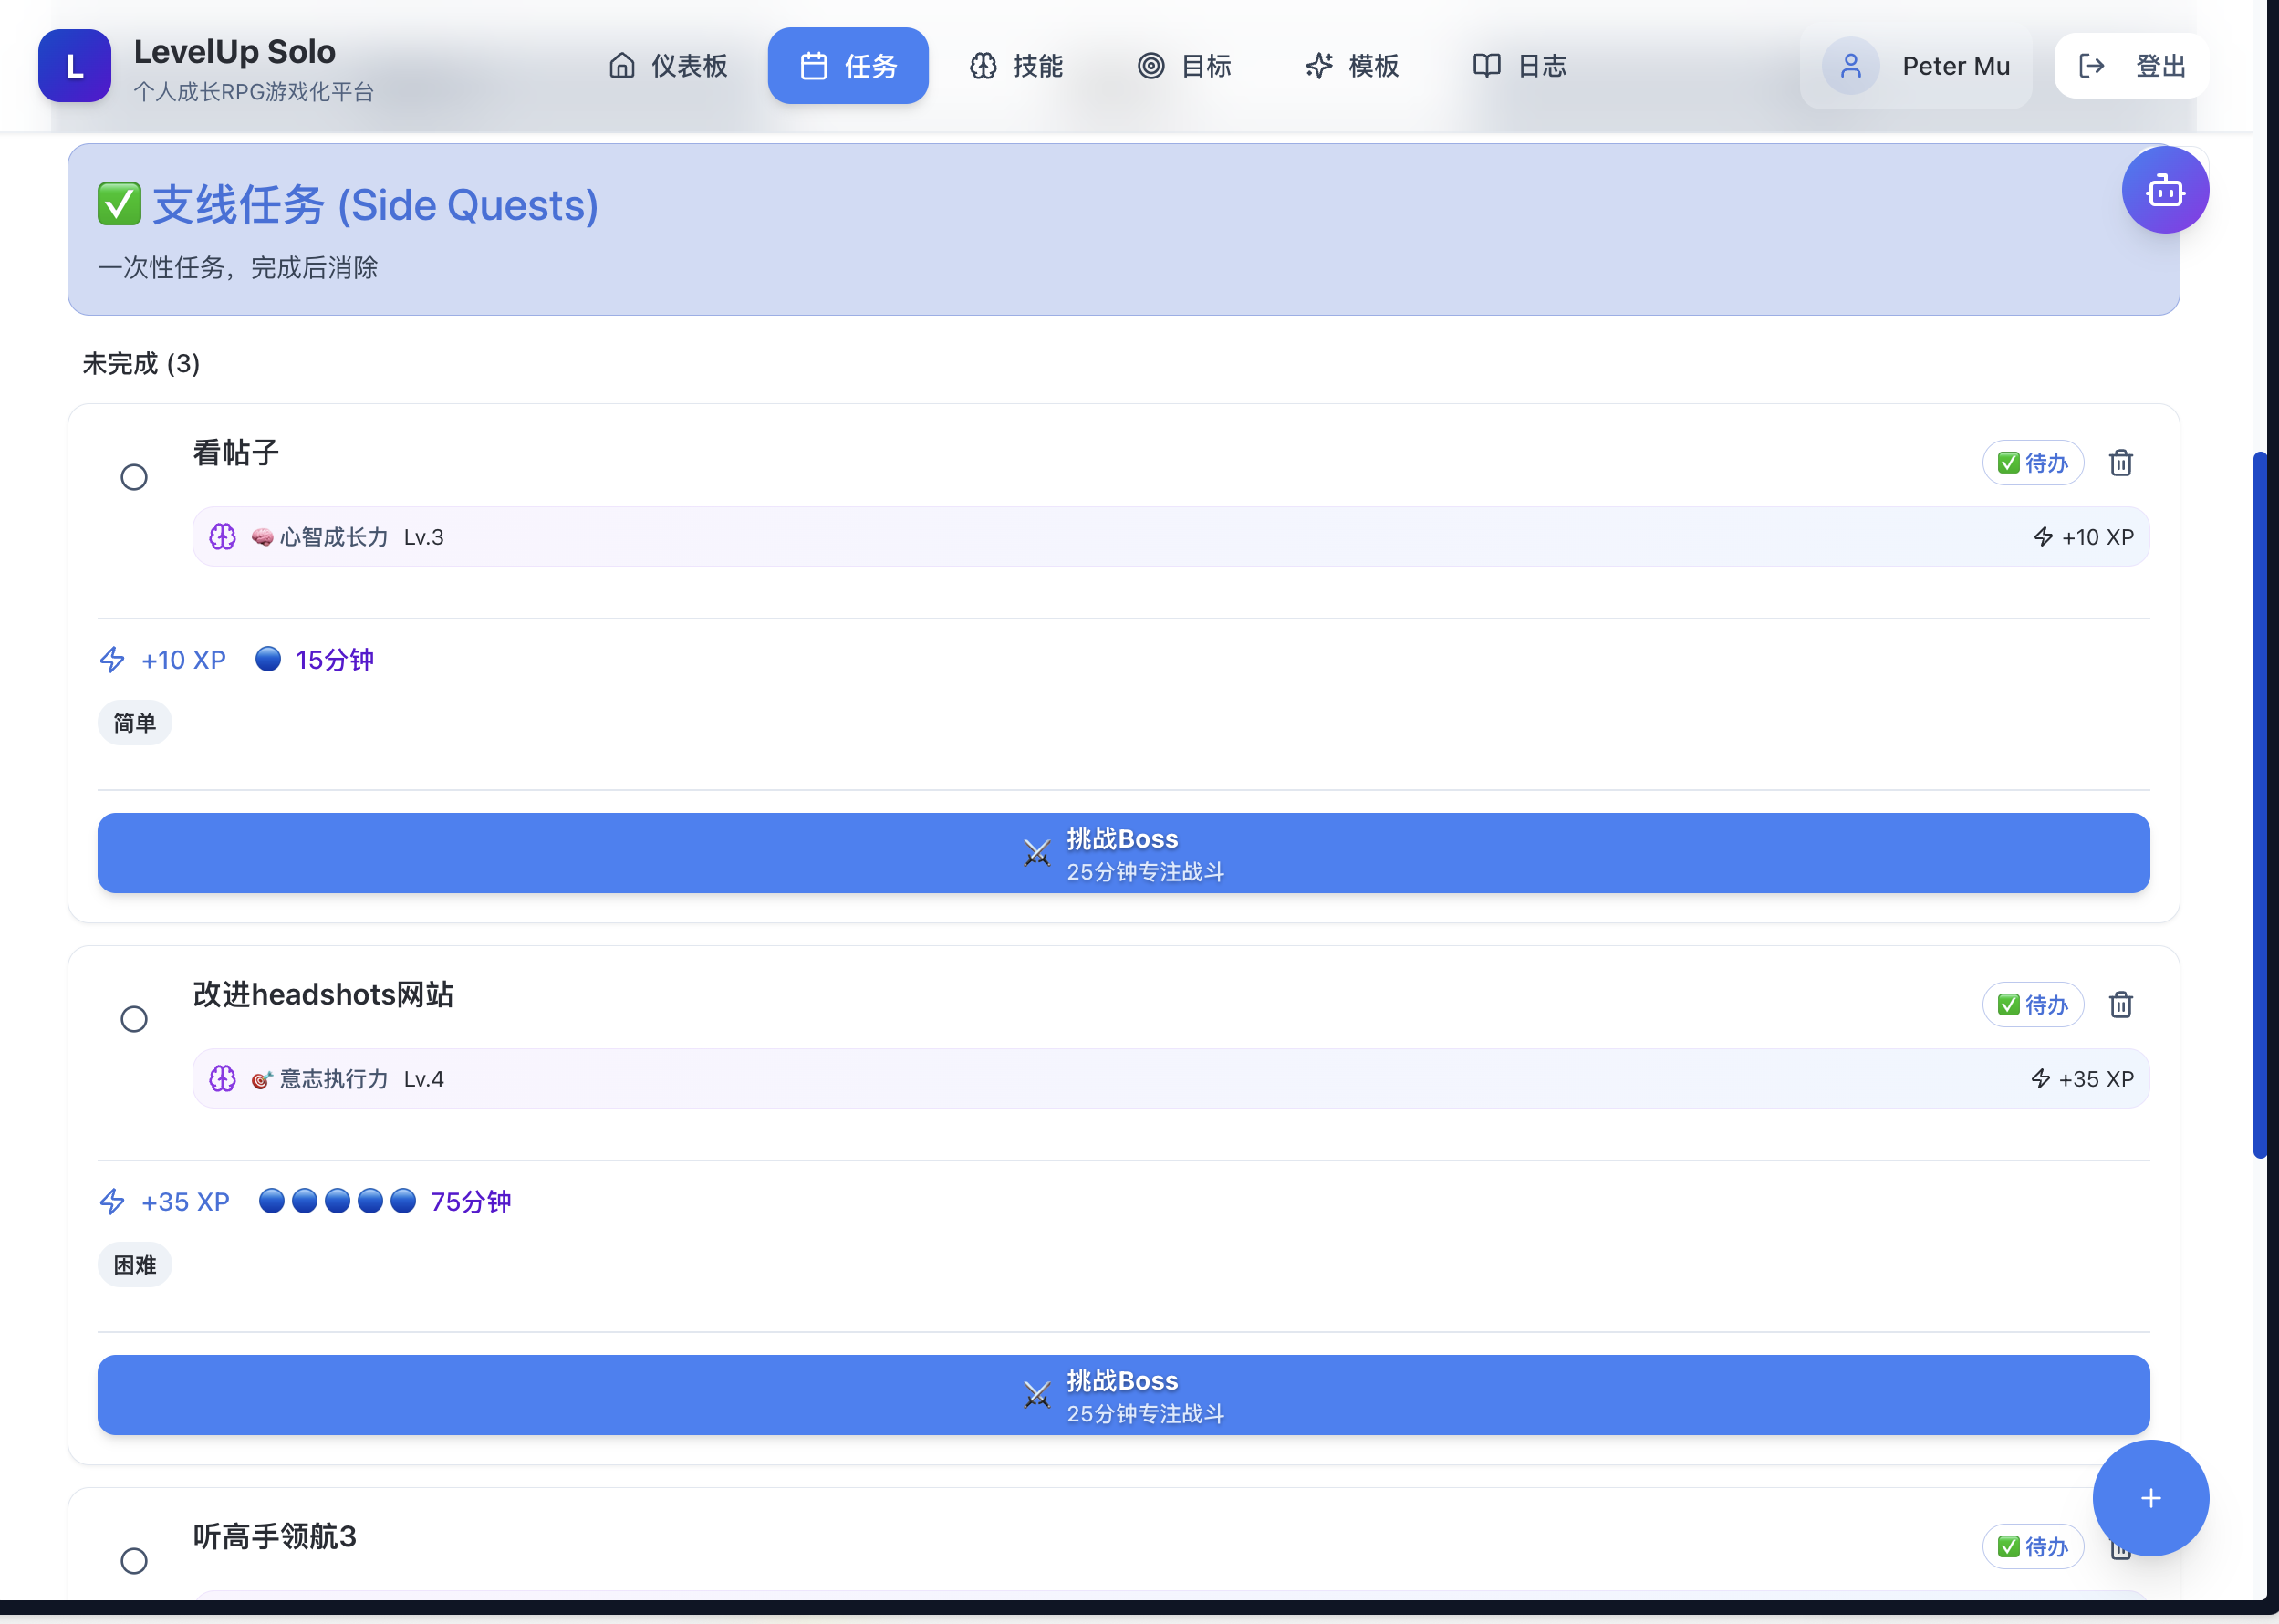 L
LevelUp Solo
个人成长RPG游戏化平台
仪表板
任务
技能
目标
模板
日志
Peter Mu
登出
✅ 支线任务 (Side Quests)
一次性任务，完成后消除
未完成 (3)
看帖子
✅ 待办
🧠 心智成长力 Lv.3
+10 XP
+10 XP 🔵 15分钟
简单
⚔️ 挑战Boss
25分钟专注战斗
改进headshots网站
✅ 待办
🎯 意志执行力 Lv.4
+35 XP
+35 XP 🔵🔵🔵🔵🔵 75分钟
困难
⚔️ 挑战Boss
25分钟专注战斗
听高手领航3
✅ 待办
+